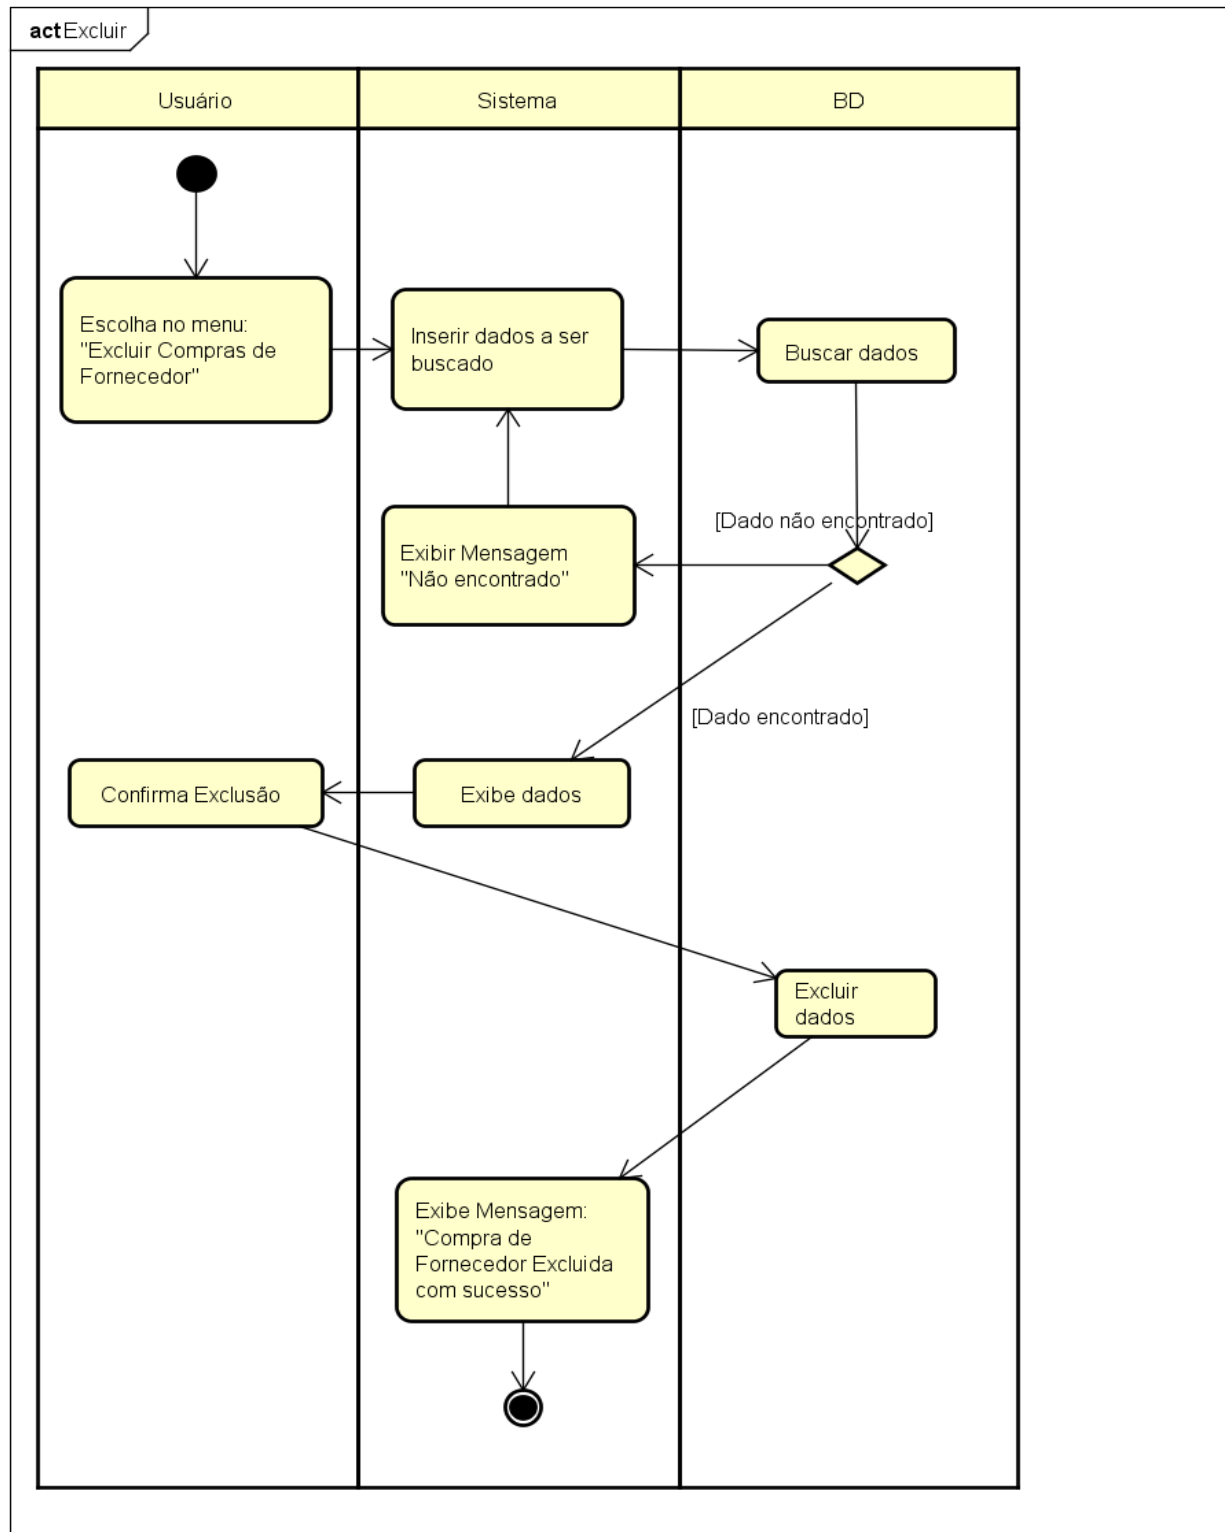 act Excluir
Usuário
Sistema
BD
Escolha no menu:
"Excluir Compras de
Fornecedor"
Inserir dados a ser
buscado
Buscar dados
[Dado não encontrado]
Exibir Mensagem
"Não encontrado"
[Dado encontrado]
Confirma Exclusão
Exibe dados
Excluir
dados
Exibe Mensagem:
"Compra de
Fornecedor Excluida
com sucesso"